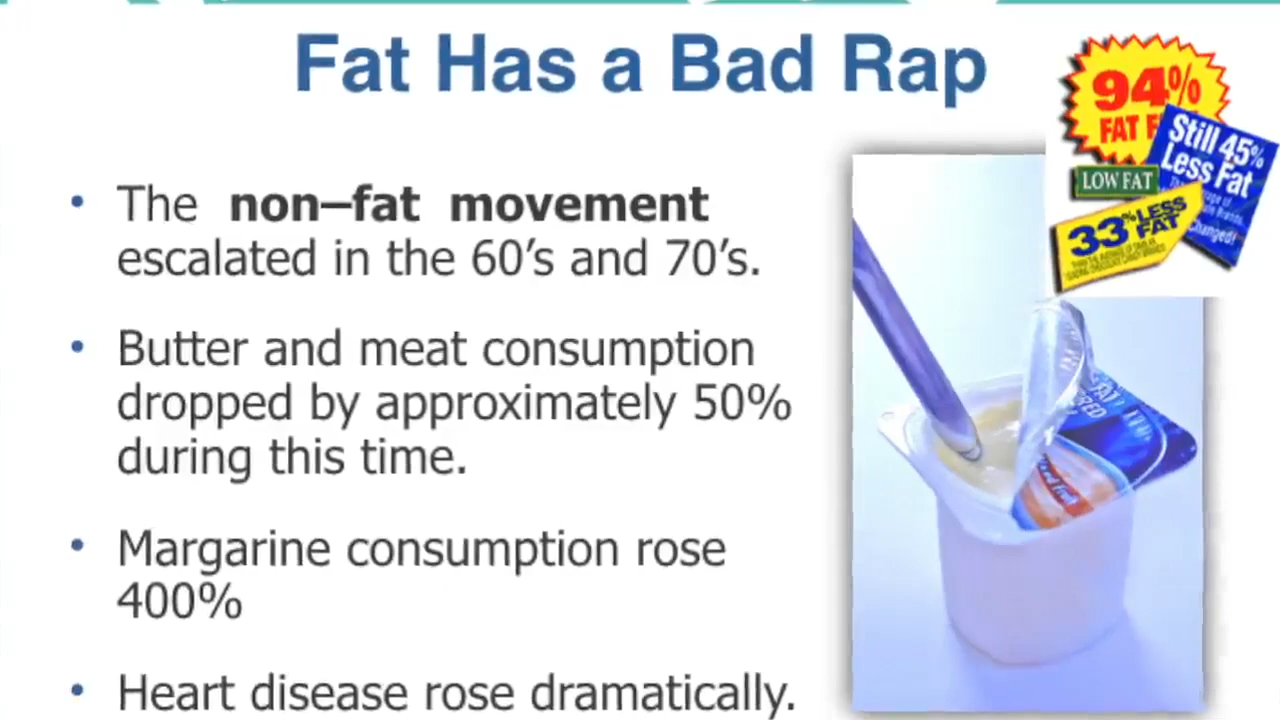 Fat Has a Bad Rap
94%
FAT
Still 45%
Less Fat
LOW FAT
33% LESS
FAT
Changed!
• The non–fat movement
escalated in the 60’s and 70’s.
• Butter and meat consumption
dropped by approximately 50%
during this time.
• Margarine consumption rose
400%
• Heart disease rose dramatically.